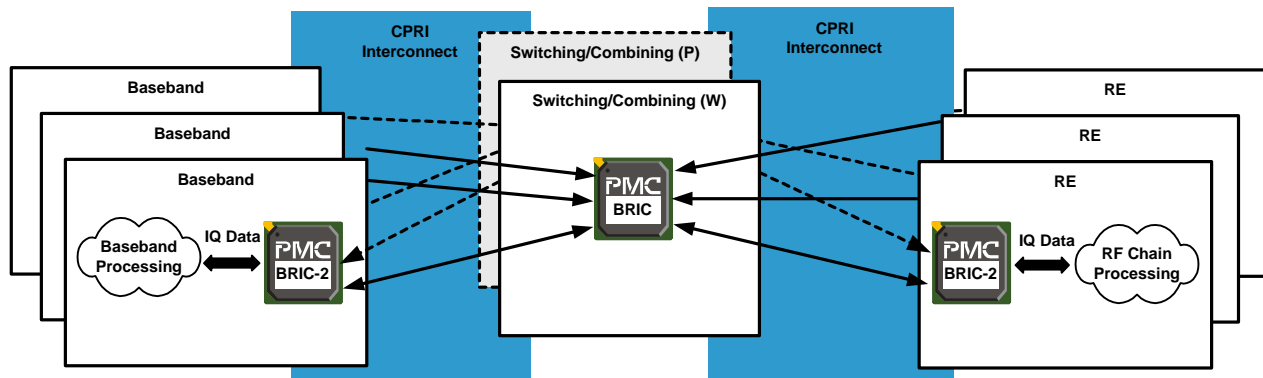 CPRI
Interconnect
Switching/Combining (P)
CPRI
Interconnect
Baseband
Baseband
Baseband
Baseband
Processing
IQ Data
PMC
BRIC-2
Switching/Combining (W)
PMC
BRIC
RE
RE
RE
PMC
BRIC-2
IQ Data
RF Chain
Processing